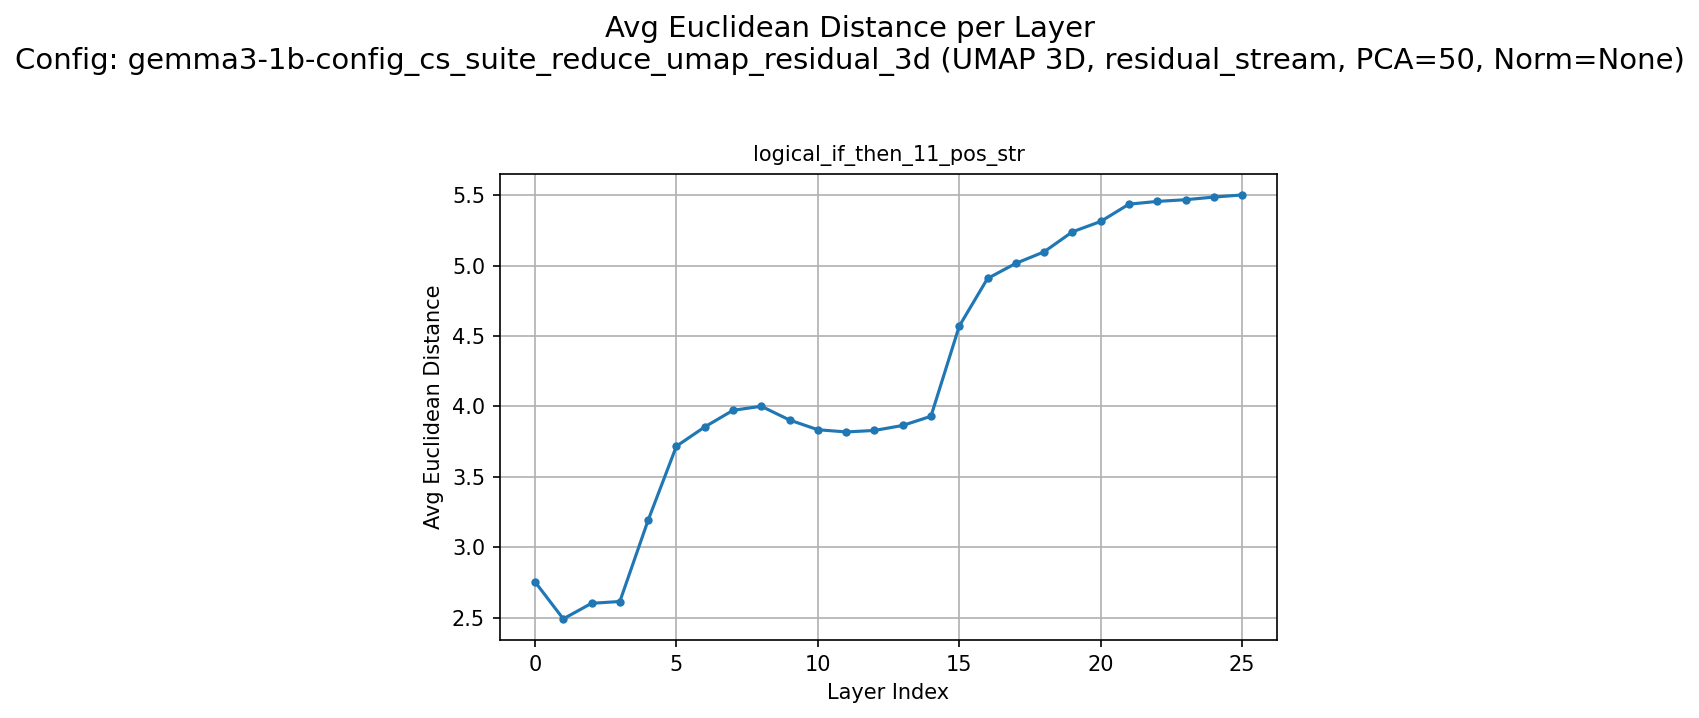 Avg Euclidean Distance per Layer
Config: gemma3-1b-config_cs_suite_reduce_umap_residual_3d (UMAP 3D, residual_stream, PCA=50, Norm=None)
logical_if_then_11_pos_str
Avg Euclidean Distance
5.5
5.0
4.5
4.0
3.5
3.0
2.5
0 5 10 15 20 25
Layer Index